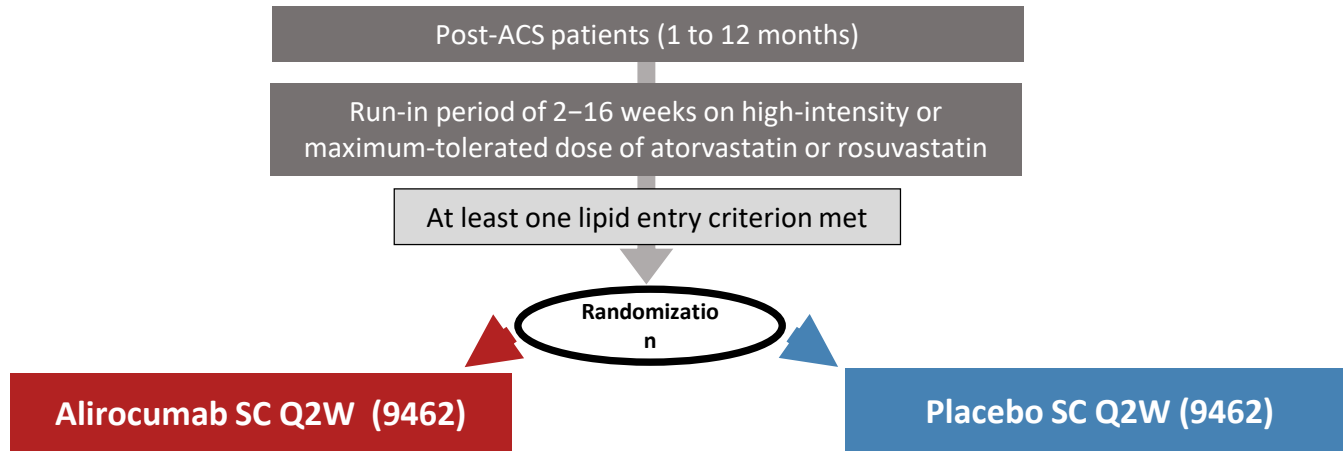 Post-ACS patients (1 to 12 months)
Run-in period of 2−16 weeks on high-intensity or
maximum-tolerated dose of atorvastatin or rosuvastatin
At least one lipid entry criterion met
Randomizatio
n
Alirocumab SC Q2W (9462)
Placebo SC Q2W (9462)